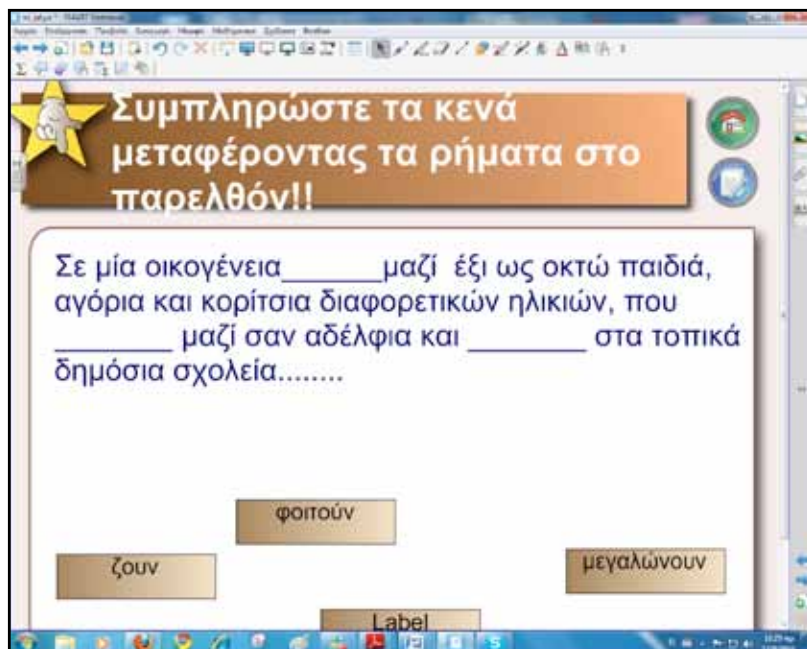 Συμπληρώστε τα κενά
μεταφέροντας τα ρήματα στο
παρελθόν!!
Σε μία οικογένεια______μαζί έξι ως οκτώ παιδιά,
αγόρια και κορίτσια διαφορετικών ηλικιών, που
_______ μαζί σαν αδέλφια και _______ στα τοπικά
δημόσια σχολεία........
φοιτούν
ζουν
μεγαλώνουν
Label